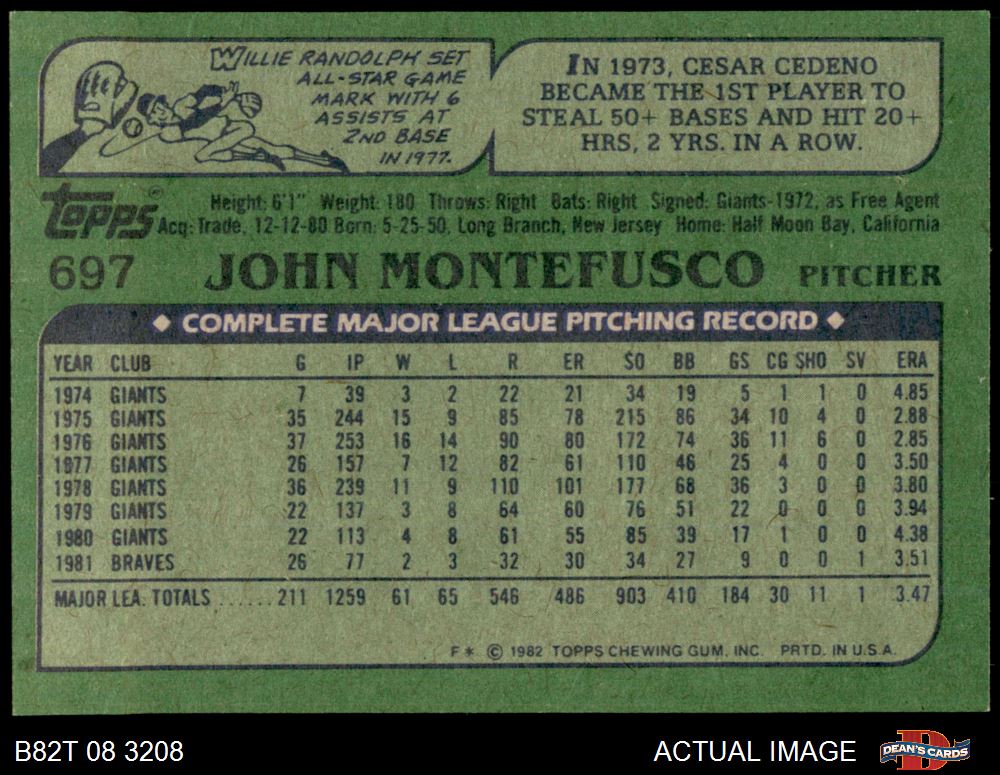 WILLIE RANDOLPH SET
ALL-STAR GAME
MARK WITH 6
ASSISTS AT
2ND BASE
IN 1977.
IN 1973, CESAR CEDENO
BECAME THE 1ST PLAYER TO
STEAL 50+ BASES AND HIT 20+
HRS, 2 YRS. IN A ROW.
Topps®
Height: 6'1" Weight: 180 Throws: Right Bats: Right Signed: Giants-1972, as Free Agent
Acq: Trade, 12-12-80 Born: 5-25-50, Long Branch, New Jersey Home: Half Moon Bay, California
697 JOHN MONTEFUSCO PITCHER
◆ COMPLETE MAJOR LEAGUE PITCHING RECORD ◆
YEAR CLUB G IP W L R ER SO BB GS CG SHO SV ERA
1974 GIANTS 7 39 3 2 22 21 34 19 5 1 1 0 4.85
1975 GIANTS 35 244 15 9 85 78 215 86 34 10 4 0 2.88
1976 GIANTS 37 253 16 14 90 80 172 74 36 11 6 0 2.85
1977 GIANTS 26 157 7 12 82 61 110 46 25 4 0 0 3.50
1978 GIANTS 36 239 11 9 110 101 177 68 36 3 0 0 3.80
1979 GIANTS 22 137 3 8 64 60 76 51 22 0 0 0 3.94
1980 GIANTS 22 113 4 8 61 55 85 39 17 1 0 0 4.38
1981 BRAVES 26 77 2 3 32 30 34 27 9 0 0 1 3.51
MAJOR LEA. TOTALS ......211 1259 61 65 546 486 903 410 184 30 11 1 3.47
F* © 1982 TOPPS CHEWING GUM, INC. PRTD. IN U.S.A.
B82T 08 3208 ACTUAL IMAGE DEAN'S CARDS